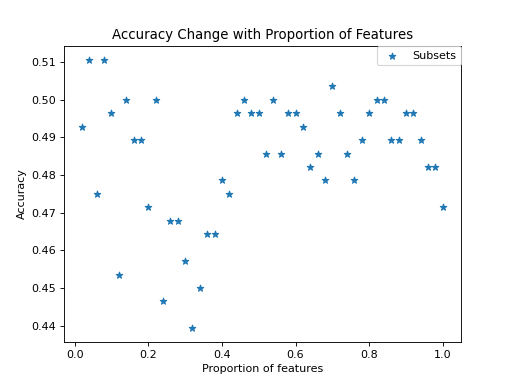 Accuracy Change with Proportion of Features
Subsets
0.51
0.50
0.49
0.48
0.47
0.46
0.45
0.44
Accuracy
0.0 0.2 0.4 0.6 0.8 1.0
Proportion of features